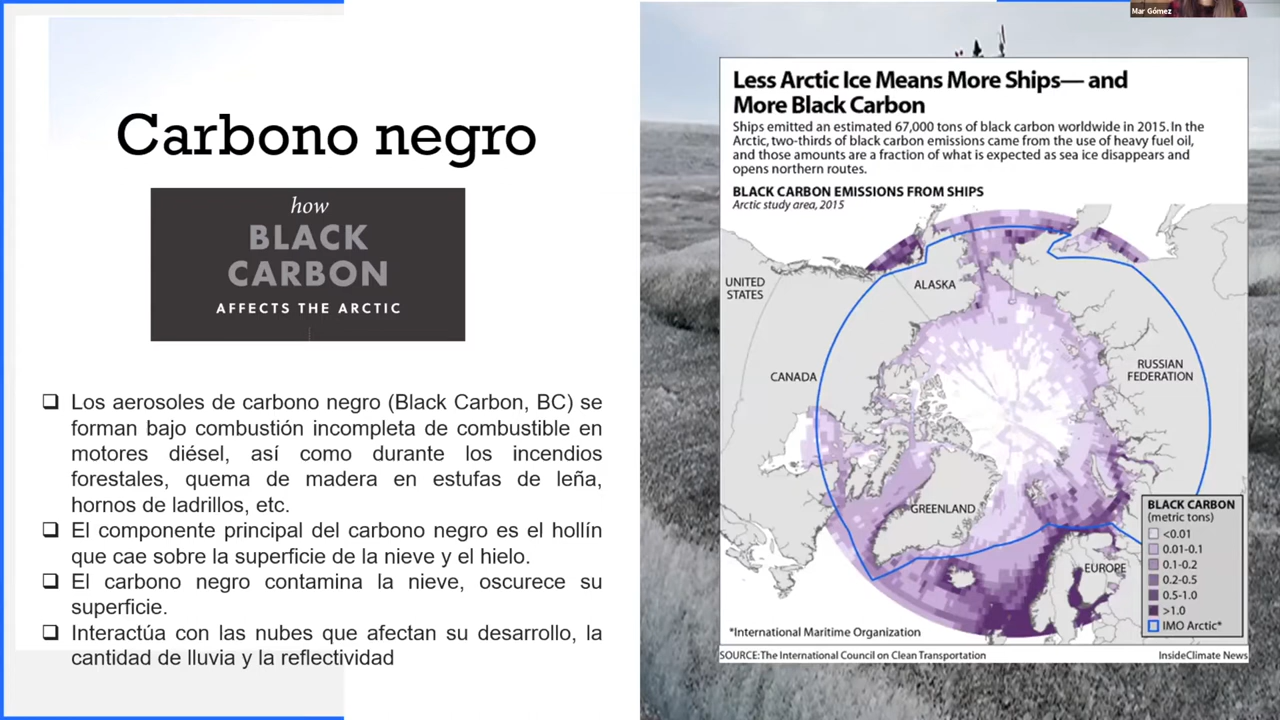 Mar Gómez
Carbono negro
how
BLACK
CARBON
AFFECTS THE ARCTIC
❑ Los aerosoles de carbono negro (Black Carbon, BC) se
forman bajo combustión incompleta de combustible en
motores diésel, así como durante los incendios
forestales, quema de madera en estufas de leña,
hornos de ladrillos, etc.
❑ El componente principal del carbono negro es el hollín
que cae sobre la superficie de la nieve y el hielo.
❑ El carbono negro contamina la nieve, oscurece su
superficie.
❑ Interactúa con las nubes que afectan su desarrollo, la
cantidad de lluvia y la reflectividad
Less Arctic Ice Means More Ships— and
More Black Carbon
Ships emitted an estimated 67,000 tons of black carbon worldwide in 2015. In the
Arctic, two-thirds of black carbon emissions came from the use of heavy fuel oil,
and those amounts are a fraction of what is expected as sea ice disappears and
opens northern routes.
BLACK CARBON EMISSIONS FROM SHIPS
Arctic study area, 2015
UNITED
STATES
ALASKA
CANADA
RUSSIAN
FEDERATION
GREENLAND
EUROPE
BLACK CARBON
(metric tons)
<0.01
0.01-0.1
0.1-0.2
0.2-0.5
0.5-1.0
>1.0
IMO Arctic*
*International Maritime Organization
SOURCE: The International Council on Clean Transportation
InsideClimate News